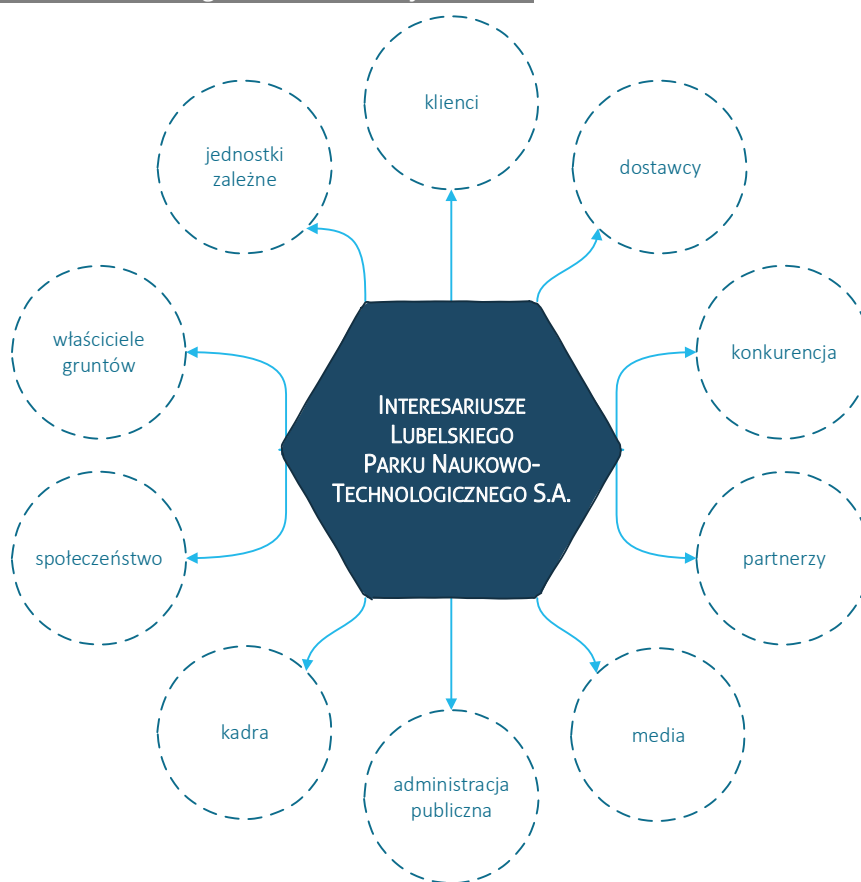 klienci
jednostki
zależne
dostawcy
właściciele
gruntów
konkurencja
INTERESARIUSZE
LUBELSKIEGO
PARKU NAUKOWO-
TECHNOLOGICZNEGO S.A.
społeczeństwo
partnerzy
kadra
media
administracja
publiczna